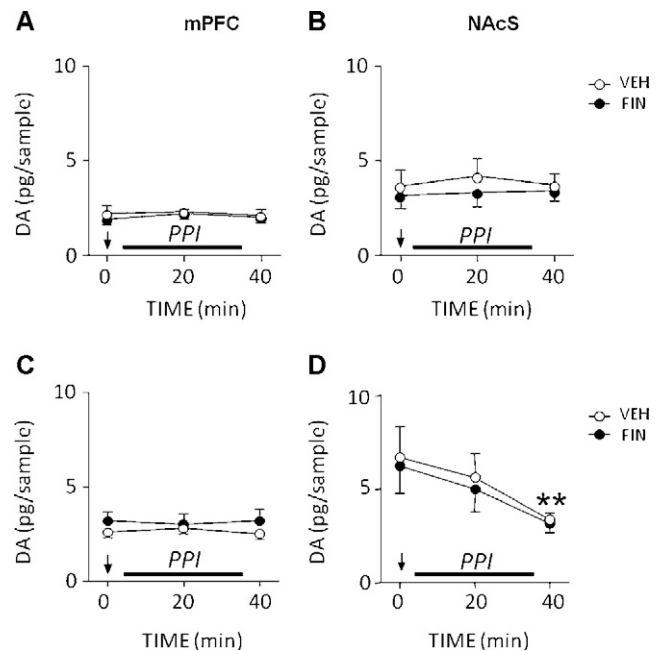 A mPFC
B NAcS
DA (pg/sample)
10
5
0
PPI
0 20 40
TIME (min)
DA (pg/sample)
10
5
0
PPI
0 20 40
TIME (min)
VEH
FIN
C
DA (pg/sample)
10
5
0
PPI
0 20 40
TIME (min)
D
DA (pg/sample)
10
5
0
**
PPI
0 20 40
TIME (min)
VEH
FIN